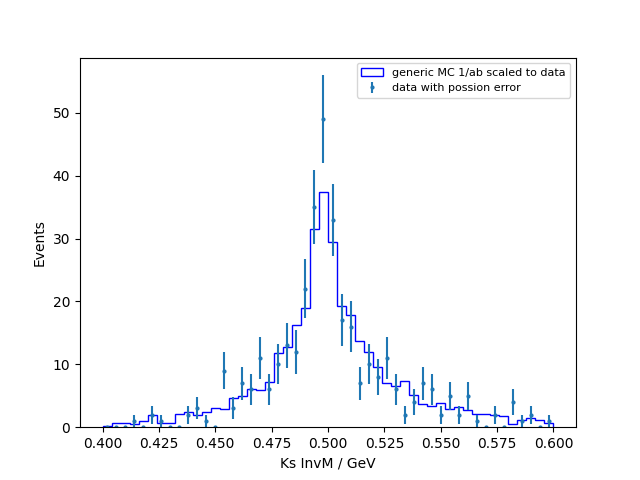 generic MC 1/ab scaled to data
data with possion error
Events
50
40
30
20
10
0
0.400 0.425 0.450 0.475 0.500 0.525 0.550 0.575 0.600
Ks InvM / GeV